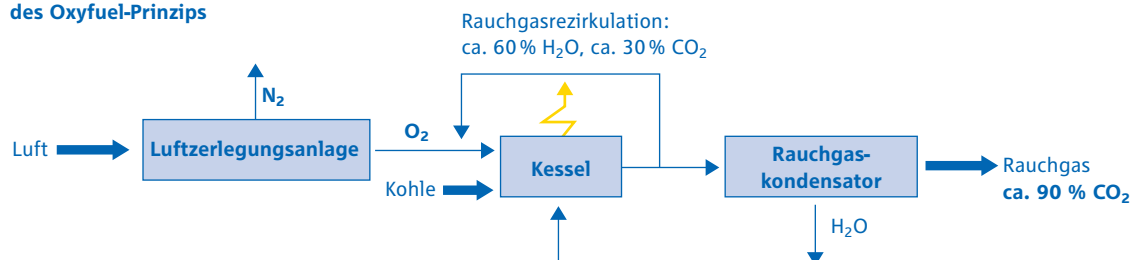 des Oxyfuel-Prinzips
Rauchgasrezirkulation:
ca. 60 % H₂O, ca. 30 % CO₂
N₂
Luft
Luftzerlegungsanlage
O₂
Kohle
Kessel
Rauchgas-
kondensator
Rauchgas
ca. 90 % CO₂
H₂O